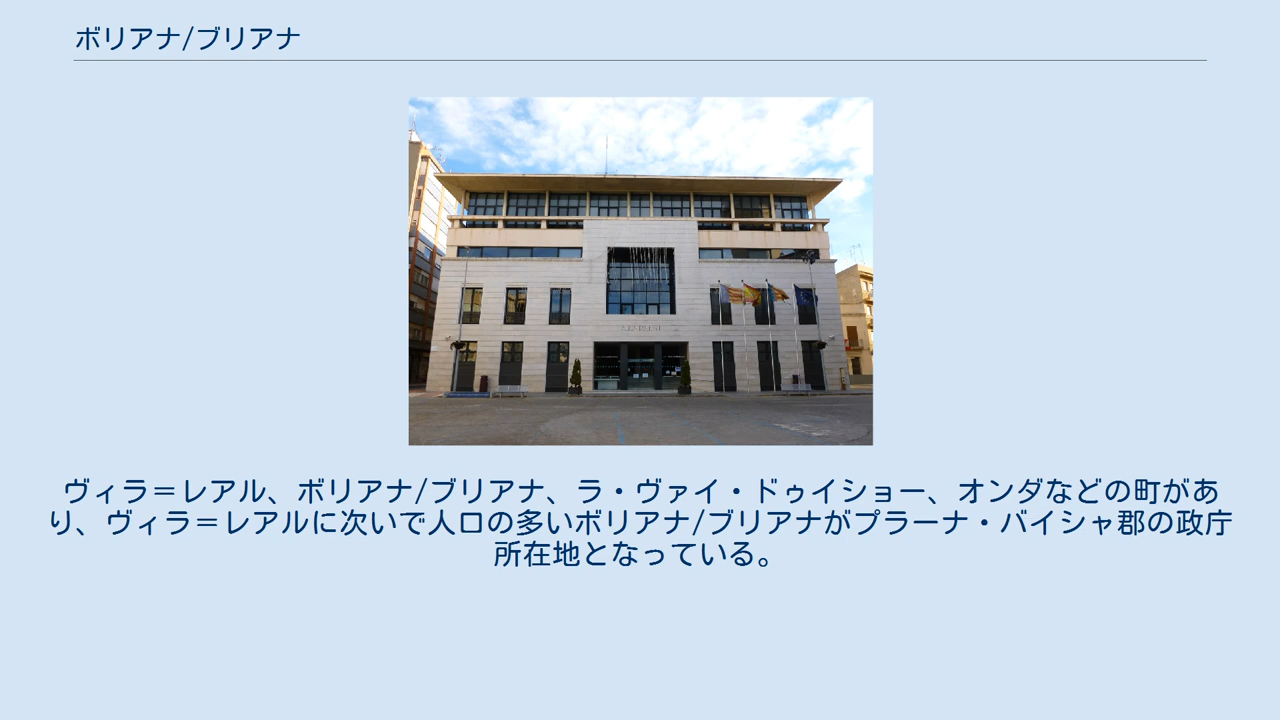 ボリアナ/ブリアナ
ヴィラ＝レアル、ボリアナ/ブリアナ、ラ・ヴァイ・ドゥイショー、オンダなどの町があ
り、ヴィラ＝レアルに次いで人口の多いボリアナ/ブリアナがプラーナ・バイシャ郡の政庁
所在地となっている。